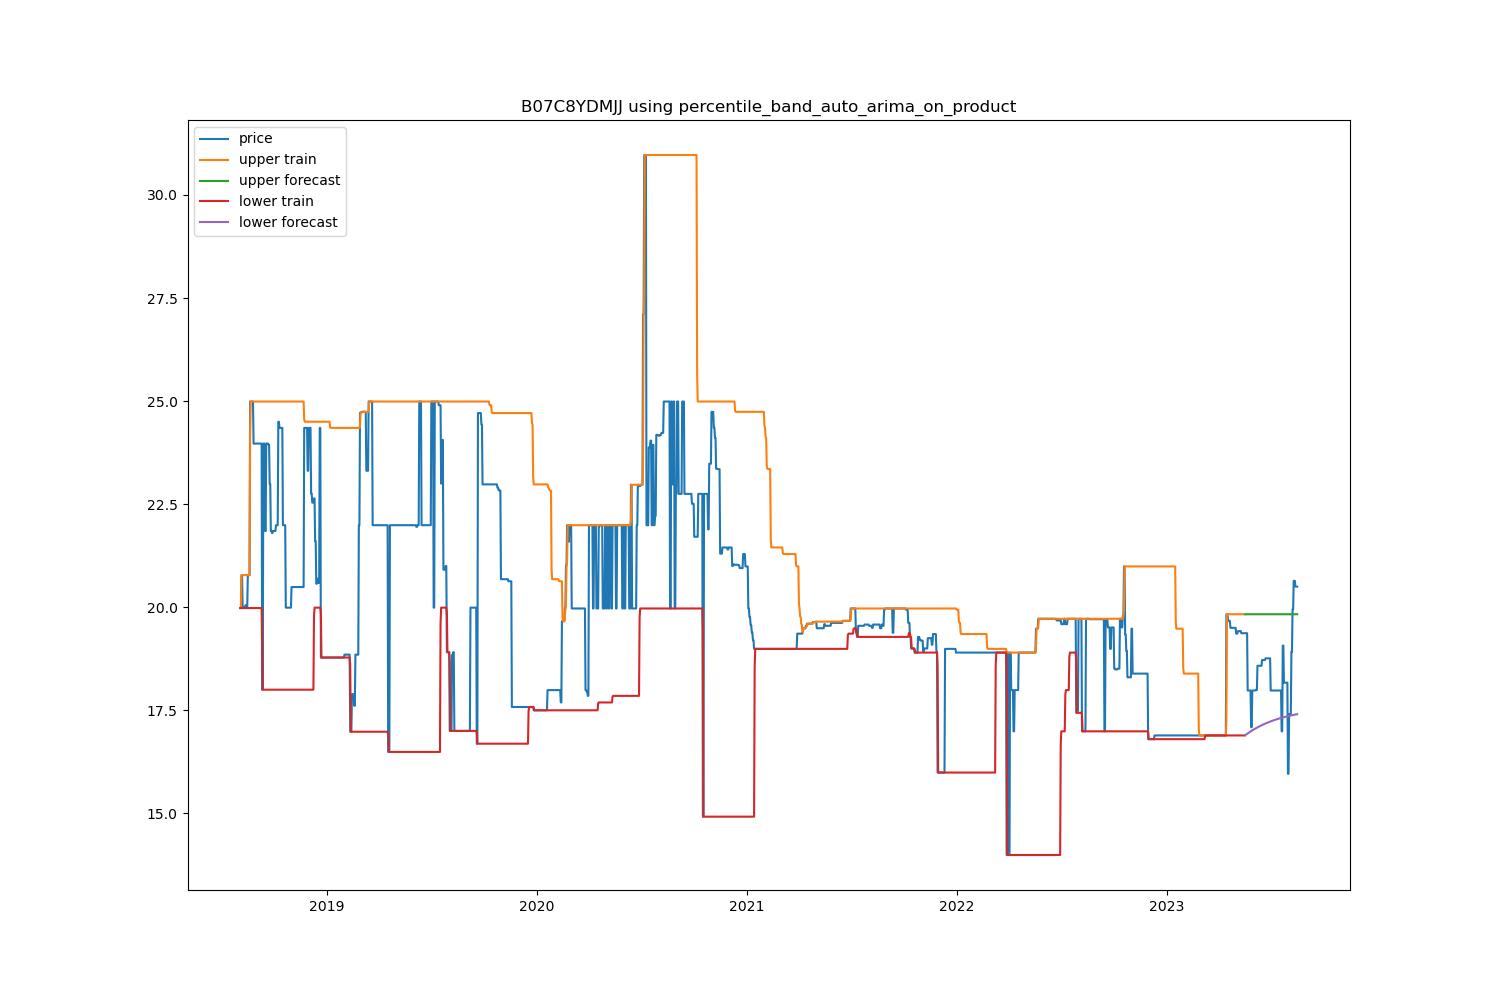 B07C8YDMJJ using percentile_band_auto_arima_on_product
price
upper train
upper forecast
lower train
lower forecast
30.0
27.5
25.0
22.5
20.0
17.5
15.0
2019 2020 2021 2022 2023